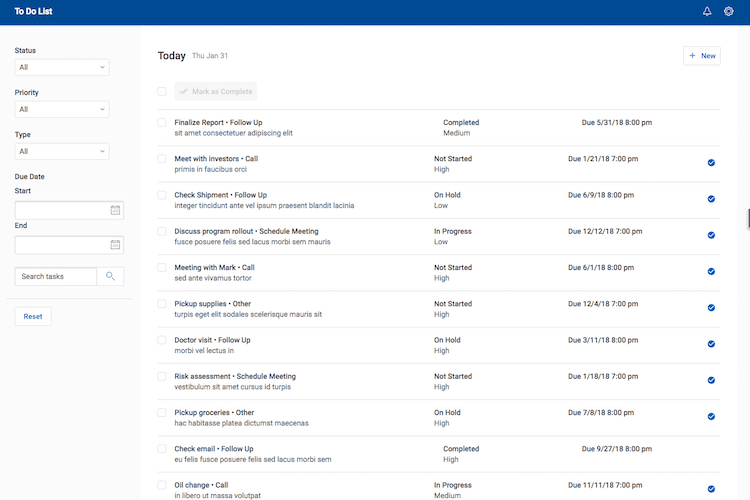 To Do List
Status
All
Priority
All
Type
All
Due Date
Start
End
Search tasks
Reset
Today Thu Jan 31
+ New
Mark as Complete
Finalize Report • Follow Up Completed Due 5/31/18 8:00 pm
sit amet consectetuer adipiscing elit Medium
Meet with investors • Call Not Started Due 1/21/18 7:00 pm
primis in faucibus orci High
Check Shipment • Follow Up On Hold Due 6/9/18 8:00 pm
integer tincidunt ante vel ipsum praesent blandit lacinia Low
Discuss program rollout • Schedule Meeting In Progress Due 12/12/18 7:00 pm
fusce posuere felis sed lacus morbi sem mauris Low
Meeting with Mark • Call Not Started Due 6/1/18 8:00 pm
sed ante vivamus tortor High
Pickup supplies • Other Not Started Due 12/4/18 7:00 pm
turpis eget elit sodales scelerisque mauris sit High
Doctor visit • Follow Up On Hold Due 3/11/18 8:00 pm
morbi vel lectus in High
Risk assessment • Schedule Meeting Not Started Due 1/18/18 7:00 pm
vestibulum sit amet cursus id turpis High
Pickup groceries • Other On Hold Due 7/8/18 8:00 pm
hac habitasse platea dictumst maecenas High
Check email • Follow Up Completed Due 9/27/18 8:00 pm
eu felis fusce posuere felis sed lacus morbi sem High
Oil change • Call In Progress Due 11/11/18 7:00 pm
in libero ut massa volutpat Medium